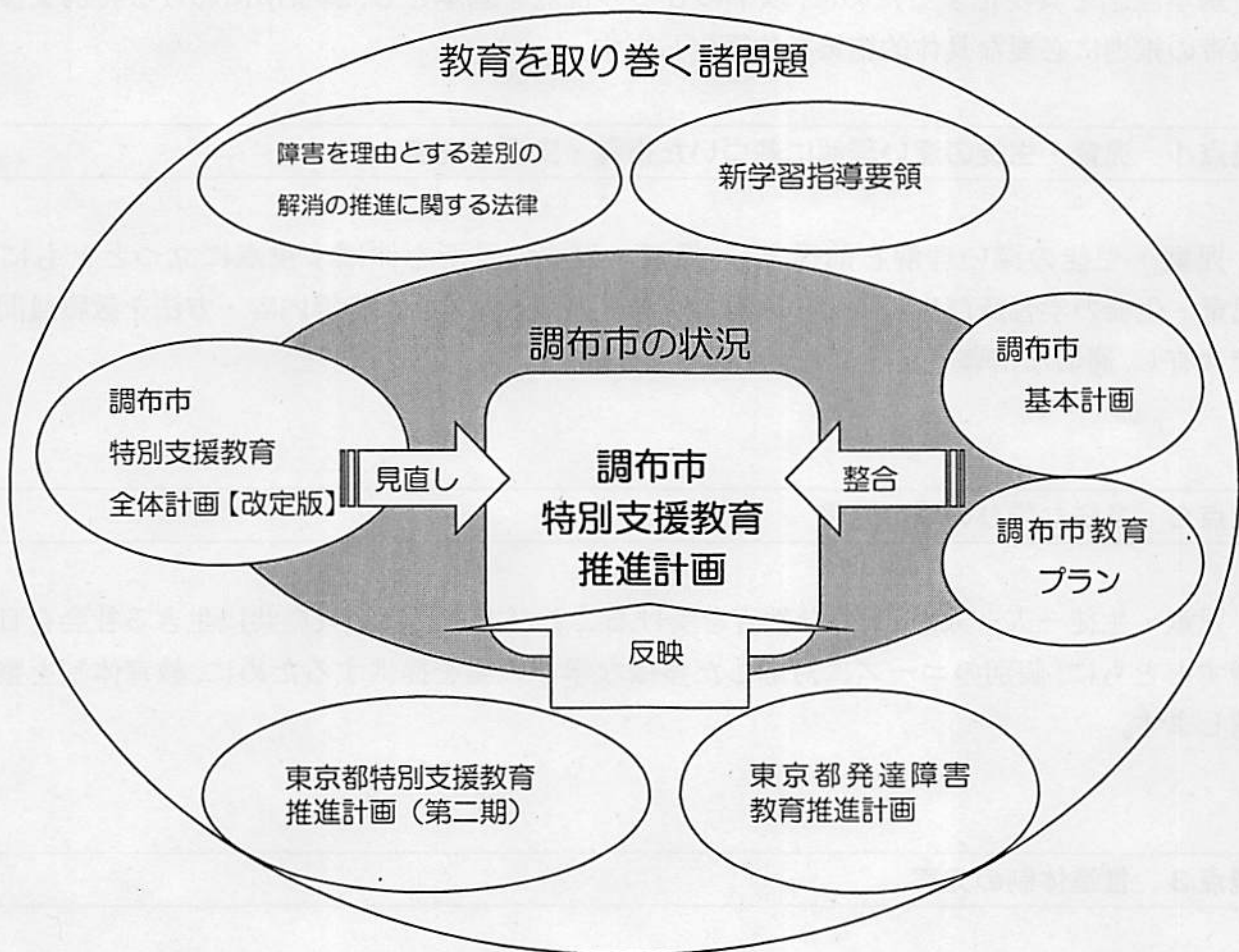 教育を取り巻く諸問題
障害を理由とする差別の
解消の推進に関する法律
新学習指導要領
調布市の状況
調布市
特別支援教育
全体計画【改定版】
見直し
調布市
特別支援教育
推進計画
整合
調布市
基本計画
調布市教育
プラン
反映
東京都特別支援教育
推進計画（第二期）
東京都発達障害
教育推進計画